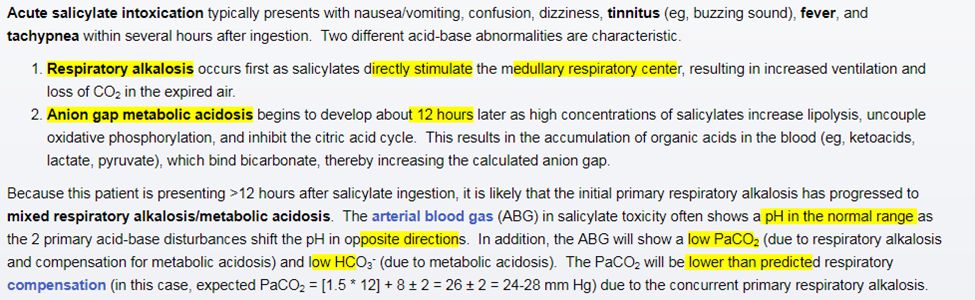 Acute salicylate intoxication typically presents with nausea/vomiting, confusion, dizziness, tinnitus (eg, buzzing sound), fever, and
tachypnea within several hours after ingestion.  Two different acid-base abnormalities are characteristic.
1. Respiratory alkalosis occurs first as salicylates directly stimulate the medullary respiratory center, resulting in increased ventilation and
loss of CO₂ in the expired air.
2. Anion gap metabolic acidosis begins to develop about 12 hours later as high concentrations of salicylates increase lipolysis, uncouple
oxidative phosphorylation, and inhibit the citric acid cycle.  This results in the accumulation of organic acids in the blood (eg, ketoacids,
lactate, pyruvate), which bind bicarbonate, thereby increasing the calculated anion gap.
Because this patient is presenting >12 hours after salicylate ingestion, it is likely that the initial primary respiratory alkalosis has progressed to
mixed respiratory alkalosis/metabolic acidosis.  The arterial blood gas (ABG) in salicylate toxicity often shows a pH in the normal range as
the 2 primary acid-base disturbances shift the pH in opposite directions.  In addition, the ABG will show a low PaCO₂ (due to respiratory alkalosis
and compensation for metabolic acidosis) and low HCO₃⁻ (due to metabolic acidosis).  The PaCO₂ will be lower than predicted respiratory
compensation (in this case, expected PaCO₂ = [1.5 * 12] + 8 ± 2 = 26 ± 2 = 24-28 mm Hg) due to the concurrent primary respiratory alkalosis.